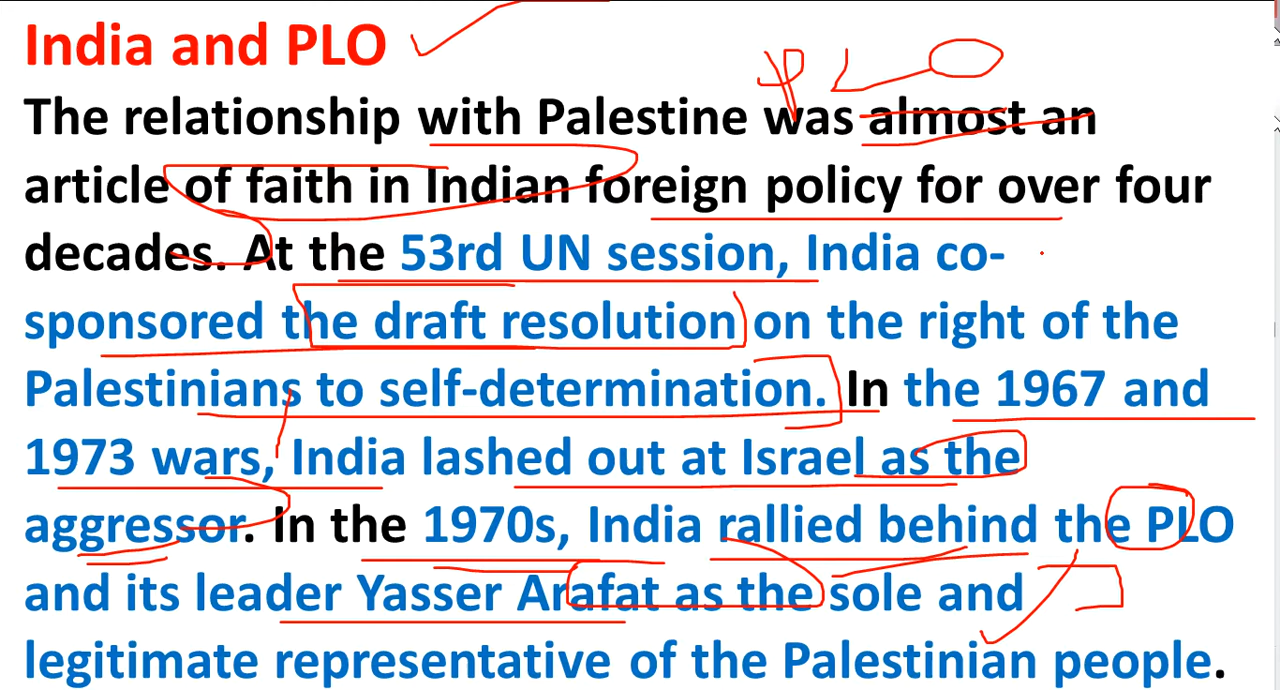 India and PLO
PLO
The relationship with Palestine was almost an
article of faith in Indian foreign policy for over four
decades. At the 53rd UN session, India co-
sponsored the draft resolution on the right of the
Palestinians to self-determination. In the 1967 and
1973 wars, India lashed out at Israel as the
aggressor. In the 1970s, India rallied behind the PLO
and its leader Yasser Arafat as the sole and
legitimate representative of the Palestinian people.